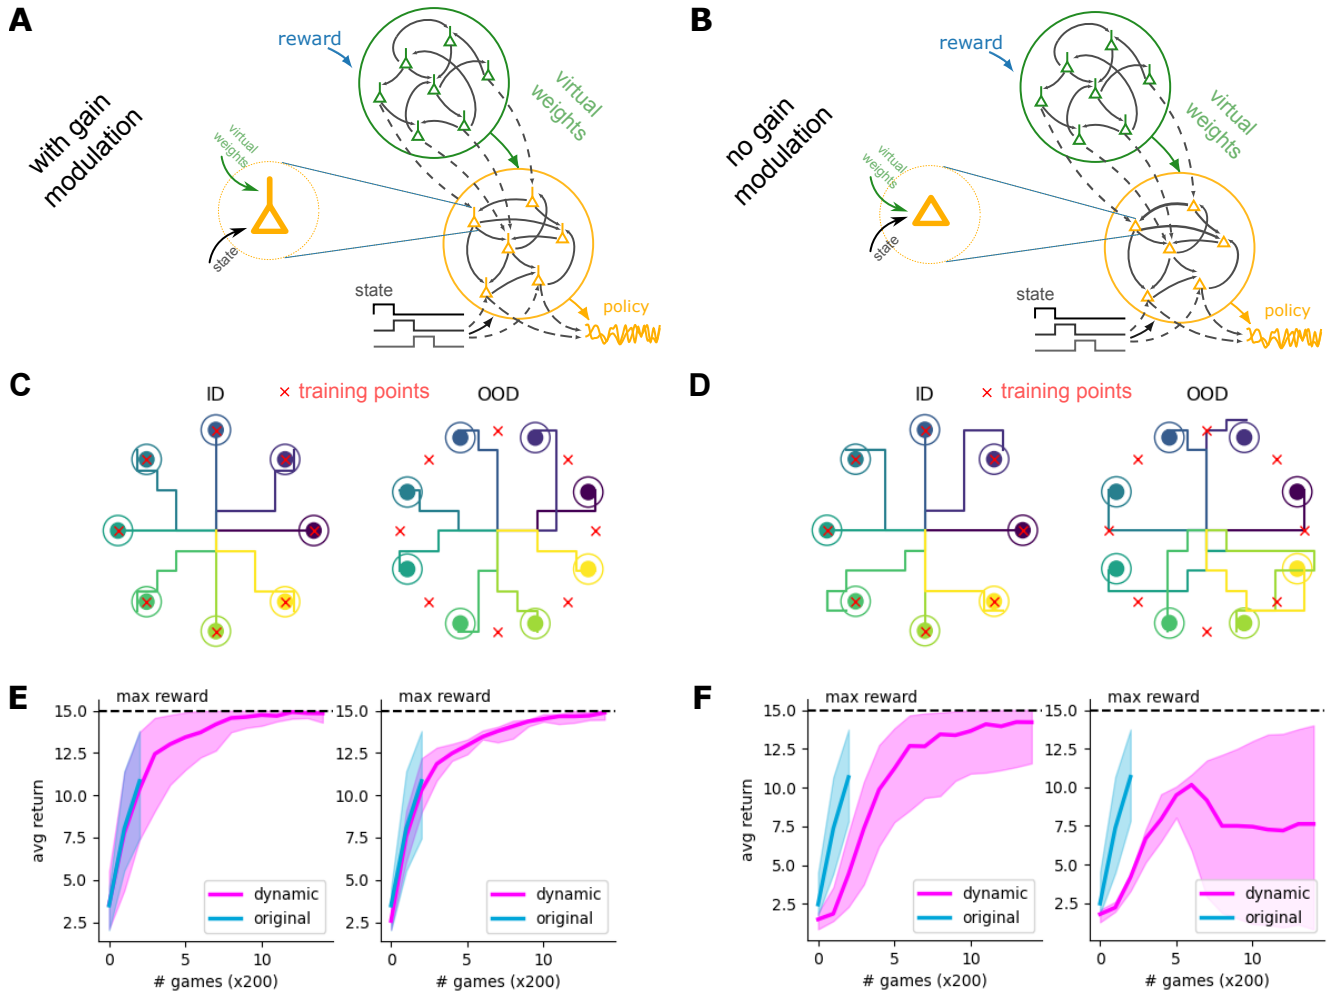 A
with gain
modulation
reward
virtual
weights
virtual
weights
state
state
policy
B
no gain
modulation
reward
virtual
weights
virtual
weights
state
state
policy
C
ID
× training points
OOD
D
ID
× training points
OOD
E
max reward
avg return
15.0
12.5
10.0
7.5
5.0
2.5
dynamic
original
0
5
10
# games (x200)
max reward
15.0
12.5
10.0
7.5
5.0
2.5
dynamic
original
0
5
10
# games (x200)
F
max reward
avg return
15.0
12.5
10.0
7.5
5.0
2.5
dynamic
original
0
5
10
# games (x200)
max reward
15.0
12.5
10.0
7.5
5.0
2.5
dynamic
original
0
5
10
# games (x200)